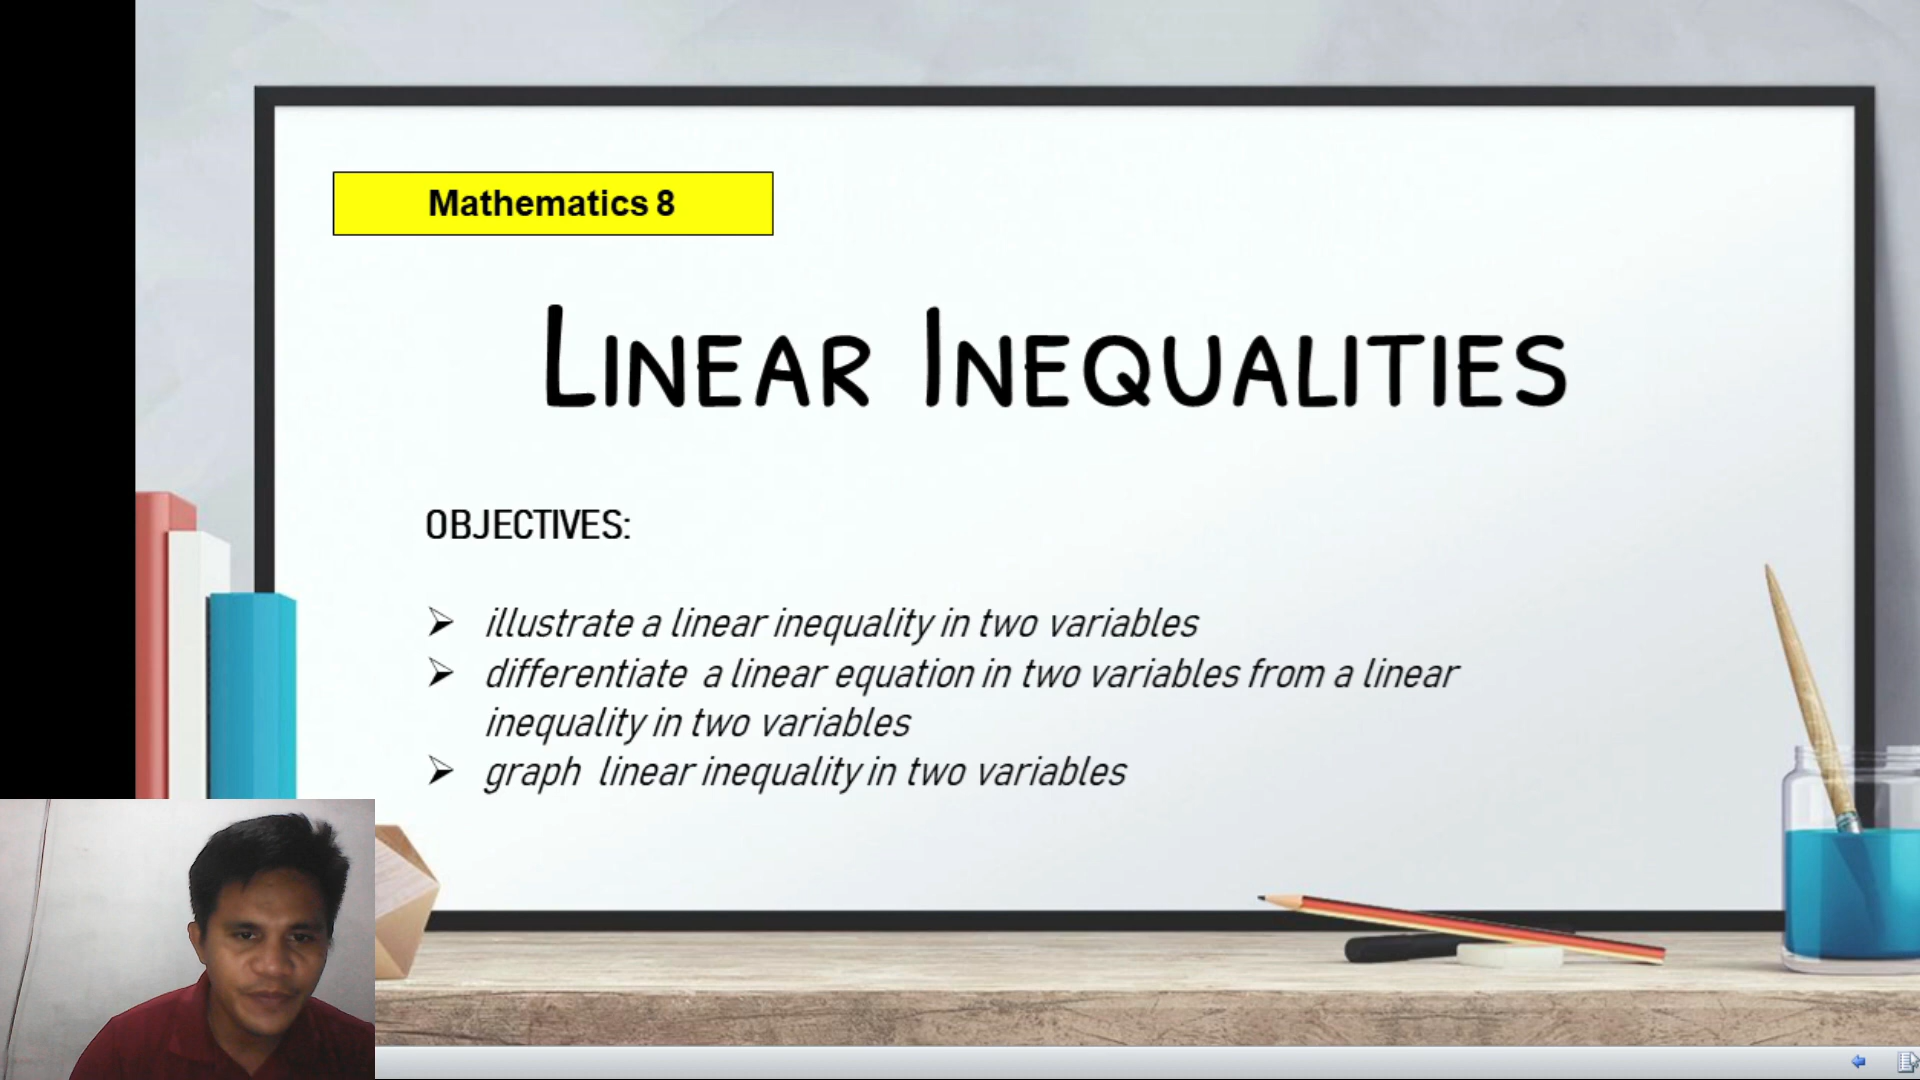 Mathematics 8
LINEAR INEQUALITIES
OBJECTIVES:
illustrate a linear inequality in two variables
differentiate a linear equation in two variables from a linear
inequality in two variables
graph linear inequality in two variables